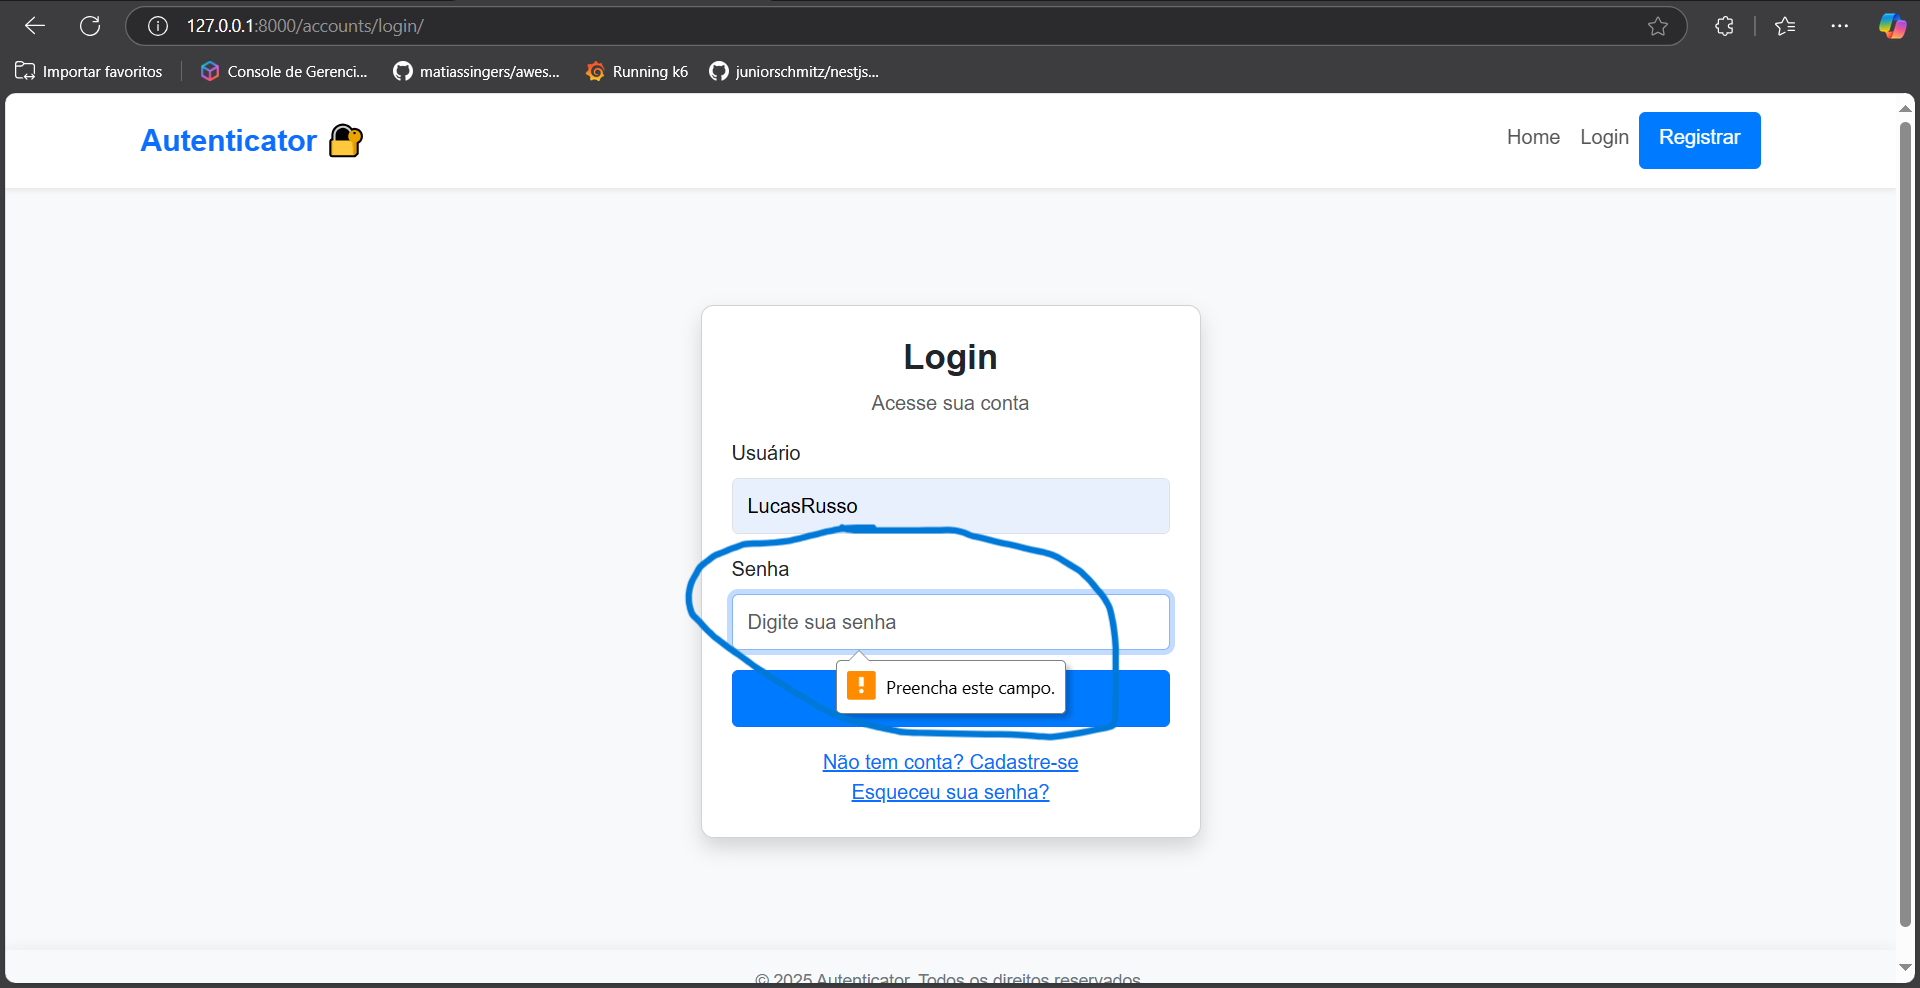 127.0.0.1:8000/accounts/login/
Importar favoritos
Console de Gerenci...
matiassingers/awes...
Running k6
juniorschmitz/nestjs...
Autenticator
Home
Login
Registrar
Login
Acesse sua conta
Usuário
LucasRusso
Senha
Digite sua senha
Preencha este campo.
Não tem conta? Cadastre-se
Esqueceu sua senha?
© 2025 Autenticator. Todos os direitos reservados.